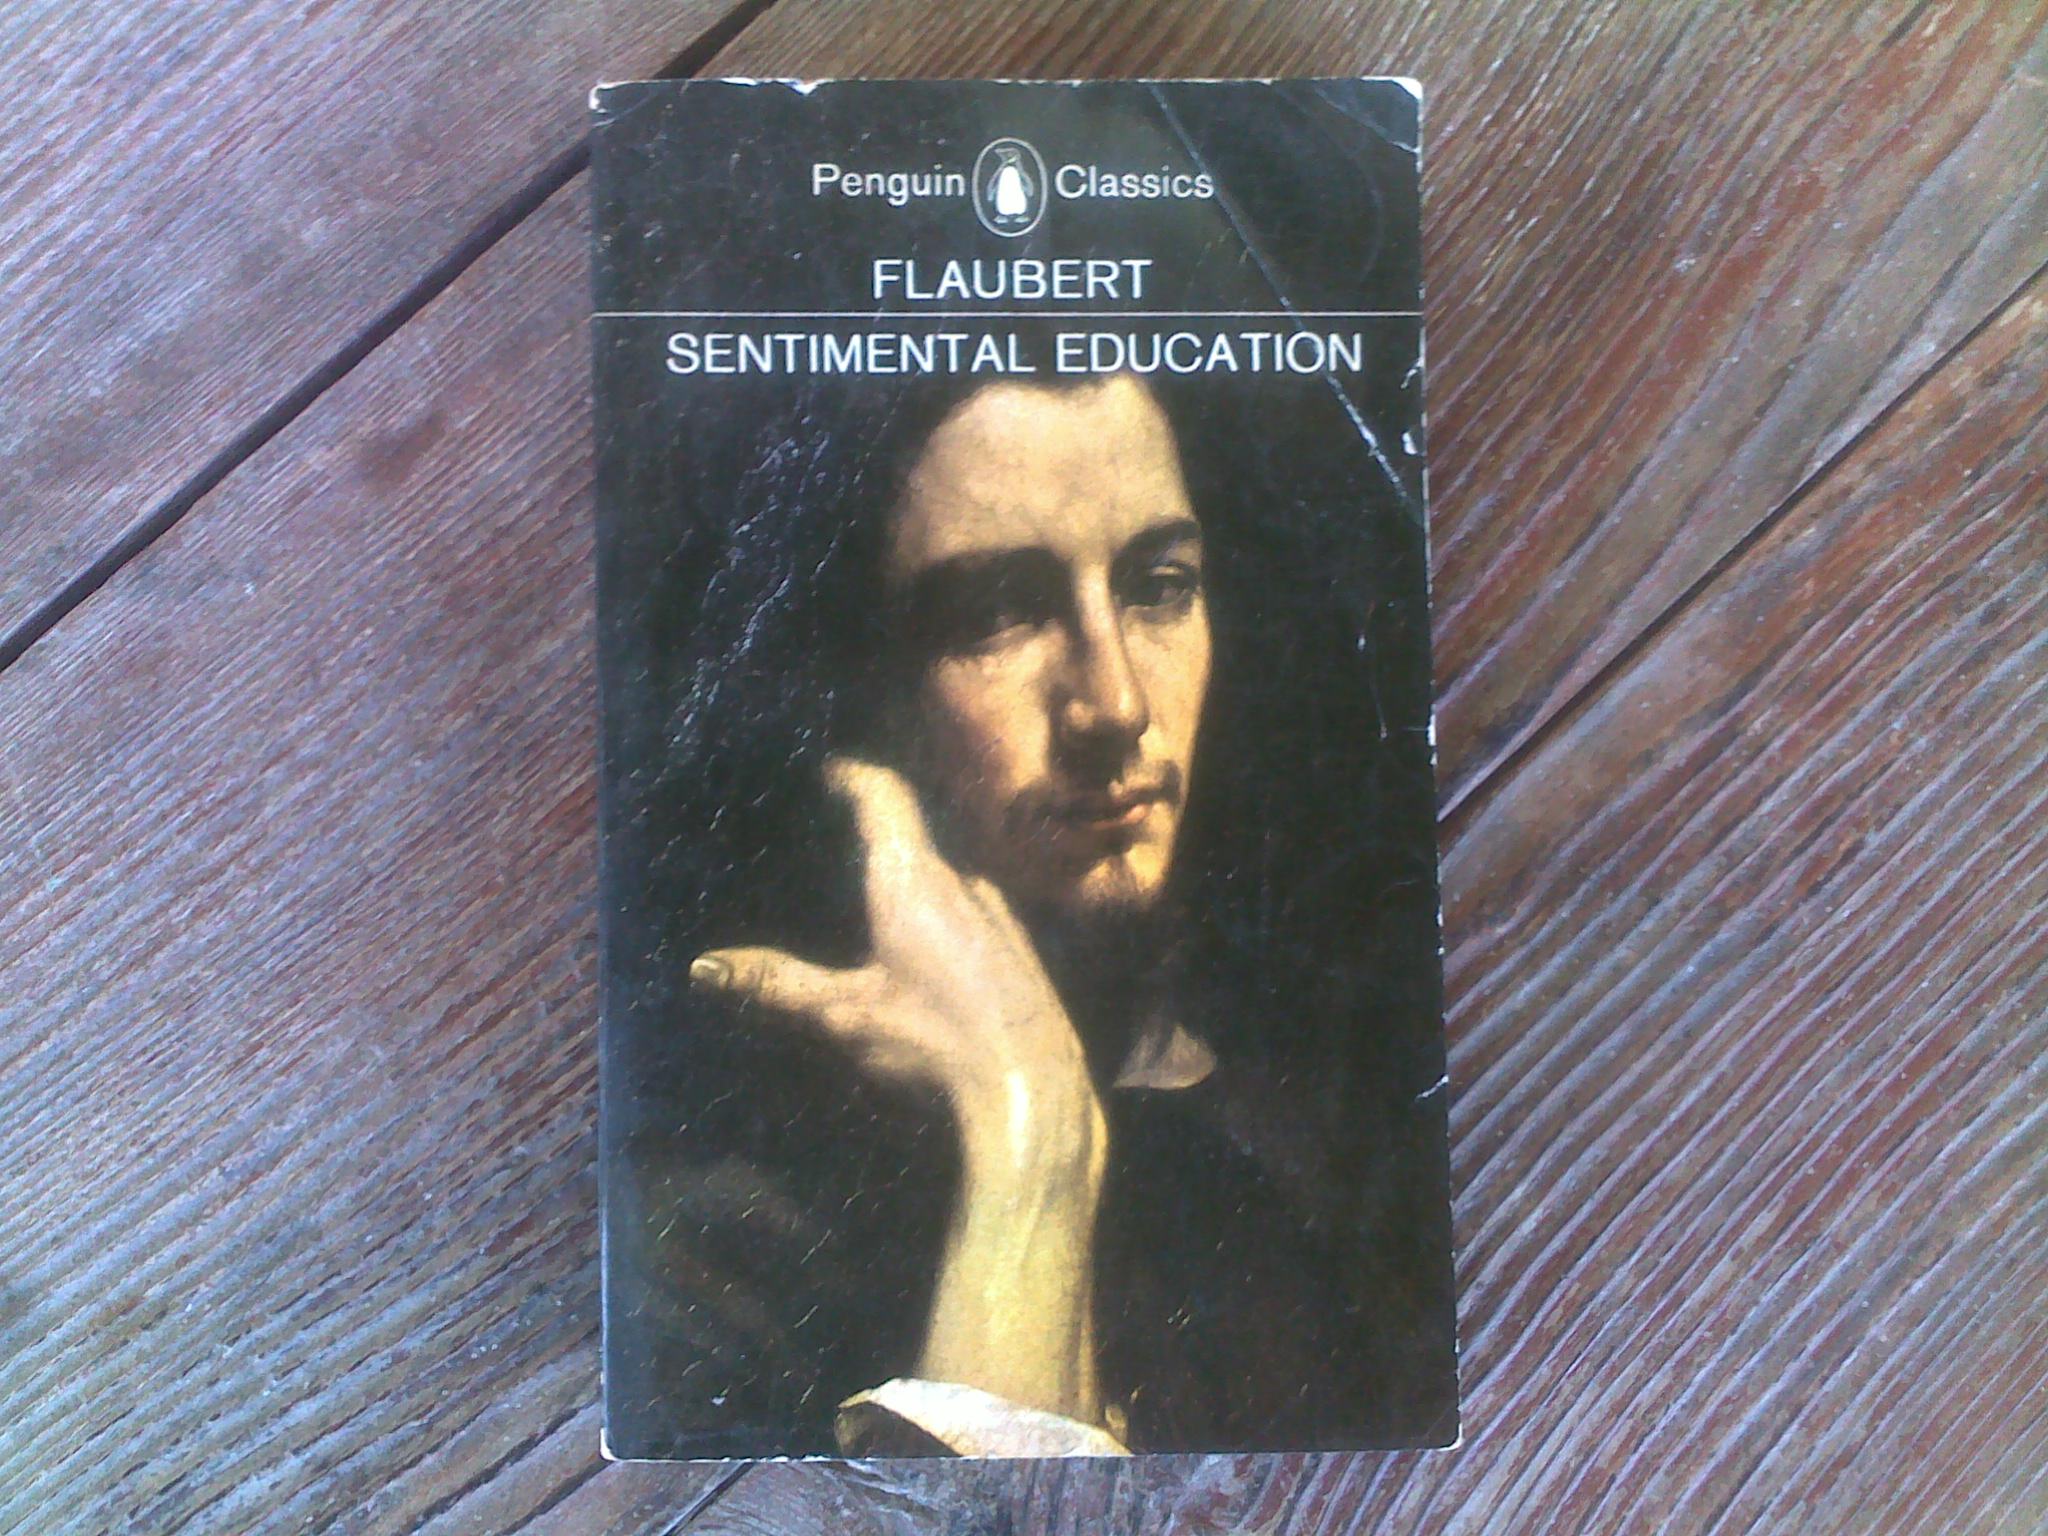 Penguin Classics
FLAUBERT
SENTIMENTAL EDUCATION